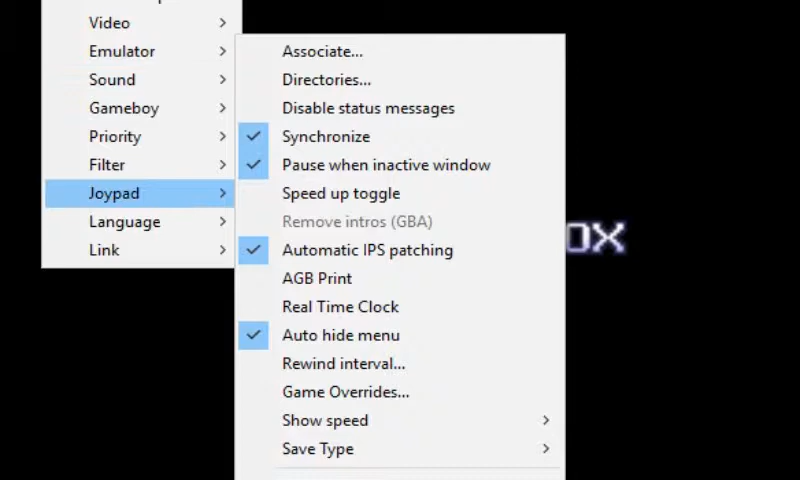 Video
Emulator
Sound
Gameboy
Priority
Filter
Joypad
Language
Link
Associate...
Directories...
Disable status messages
Synchronize
Pause when inactive window
Speed up toggle
Remove intros (GBA)
Automatic IPS patching
AGB Print
Real Time Clock
Auto hide menu
Rewind interval...
Game Overrides...
Show speed
Save Type